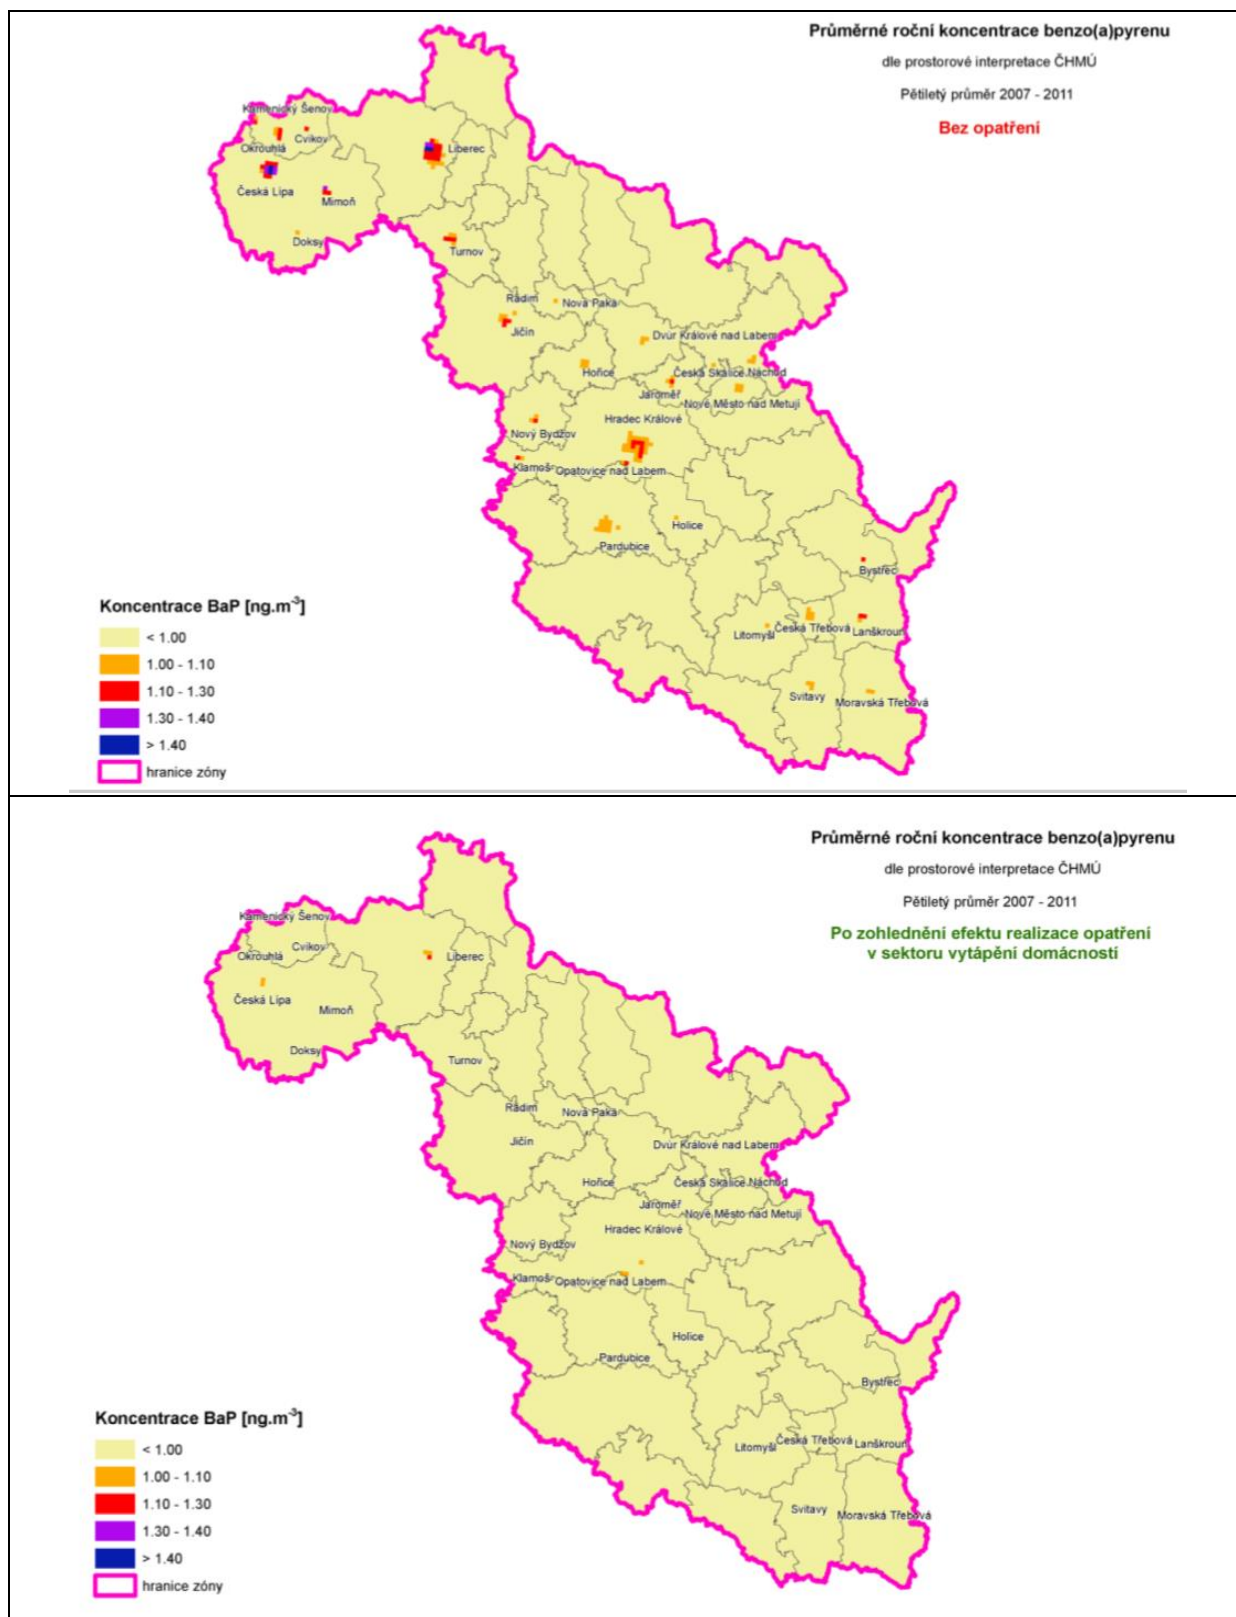 Průměrné roční koncentrace benzo(a)pyrenu
dle prostorové interpretace ČHMÚ
Pětiletý průměr 2007 - 2011
Bez opatření
Kamenický Šenov
Cvikov
Okrouhlá
Liberec
Česká Lípa
Mimoň
Doksy
Turnov
Radim
Nová Paka
Jičín
Dvůr Králové nad Labem
Hořice
Česká Skalice
Náchod
Jaroměř
Nové Město nad Metují
Hradec Králové
Nový Bydžov
Klamoš
Opatovice nad Labem
Holice
Pardubice
Bystřec
Litomyšl
Česká Třebová
Lanškroun
Svitavy
Moravská Třebová
Koncentrace BaP [ng.m-3]
< 1.00
1.00 - 1.10
1.10 - 1.30
1.30 - 1.40
> 1.40
hranice zóny
Průměrné roční koncentrace benzo(a)pyrenu
dle prostorové interpretace ČHMÚ
Pětiletý průměr 2007 - 2011
Po zohlednění efektu realizace opatření
v sektoru vytápění domácností
Kamenický Šenov
Cvikov
Okrouhlá
Liberec
Česká Lípa
Mimoň
Doksy
Turnov
Radim
Nová Paka
Jičín
Dvůr Králové nad Labem
Hořice
Česká Skalice
Náchod
Jaroměř
Nové Město nad Metují
Hradec Králové
Nový Bydžov
Klamoš
Opatovice nad Labem
Holice
Pardubice
Bystřec
Litomyšl
Česká Třebová
Lanškroun
Svitavy
Moravská Třebová
Koncentrace BaP [ng.m-3]
< 1.00
1.00 - 1.10
1.10 - 1.30
1.30 - 1.40
> 1.40
hranice zóny